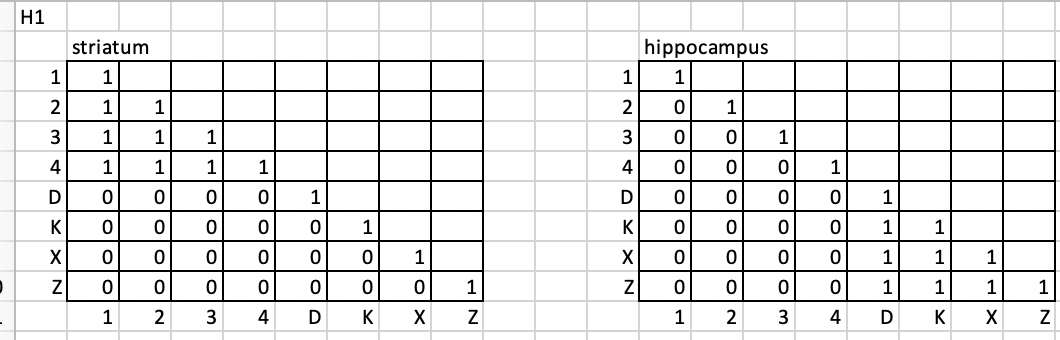 H1
striatum hippocampus
1 1 1 1
2 1 1 2 0 1
3 1 1 1 3 0 0 1
4 1 1 1 1 4 0 0 0 1
D 0 0 0 0 1 D 0 0 0 0 1
K 0 0 0 0 0 1 K 0 0 0 0 1 1
X 0 0 0 0 0 0 1 X 0 0 0 0 1 1 1
Z 0 0 0 0 0 0 0 1 Z 0 0 0 0 1 1 1 1
1 2 3 4 D K X Z 1 2 3 4 D K X Z